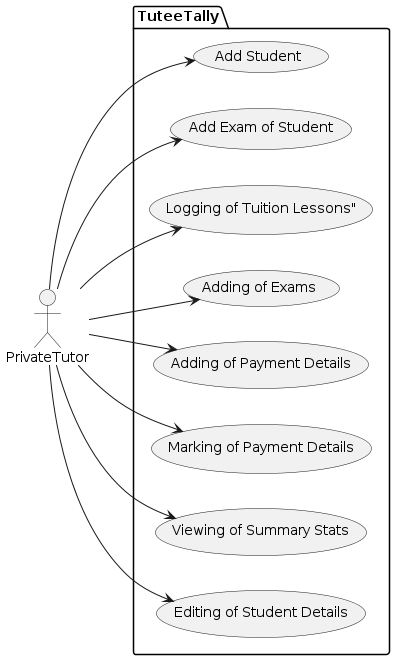 TuteeTally
Add Student
Add Exam of Student
Logging of Tuition Lessons"
Adding of Exams
PrivateTutor
Adding of Payment Details
Marking of Payment Details
Viewing of Summary Stats
Editing of Student Details